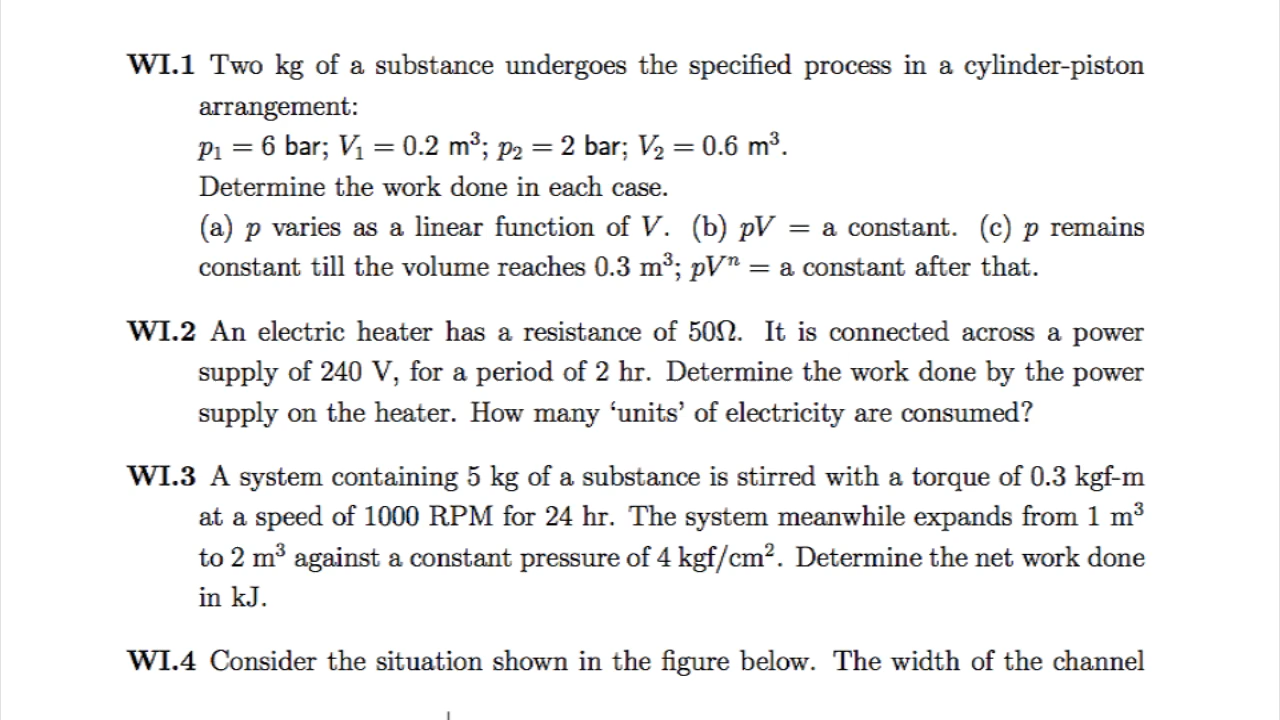 WI.1 Two kg of a substance undergoes the specified process in a cylinder-piston
arrangement:
p₁ = 6 bar; V₁ = 0.2 m³; p₂ = 2 bar; V₂ = 0.6 m³.
Determine the work done in each case.
(a) p varies as a linear function of V. (b) pV = a constant. (c) p remains
constant till the volume reaches 0.3 m³; pVⁿ = a constant after that.
WI.2 An electric heater has a resistance of 50Ω. It is connected across a power
supply of 240 V, for a period of 2 hr. Determine the work done by the power
supply on the heater. How many ‘units’ of electricity are consumed?
WI.3 A system containing 5 kg of a substance is stirred with a torque of 0.3 kgf-m
at a speed of 1000 RPM for 24 hr. The system meanwhile expands from 1 m³
to 2 m³ against a constant pressure of 4 kgf/cm². Determine the net work done
in kJ.
WI.4 Consider the situation shown in the figure below. The width of the channel